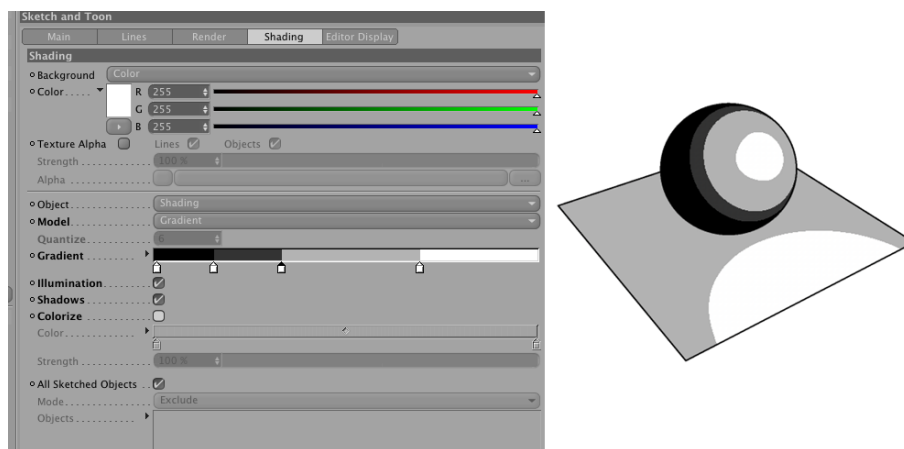 Sketch and Toon
Main Lines Render Shading Editor Display
Shading
Background Color
Color..... R 255
G 255
B 255
Texture Alpha Lines Objects
Strength................ 100 %
Alpha.................... ...
Object.................. Shading
Model................... Gradient
Quantize............... 6
Gradient...............
Illumination...........
Shadows...............
Colorize................
Color....................
Strength................ 100 %
All Sketched Objects ..
Mode.................... Exclude
Objects.................